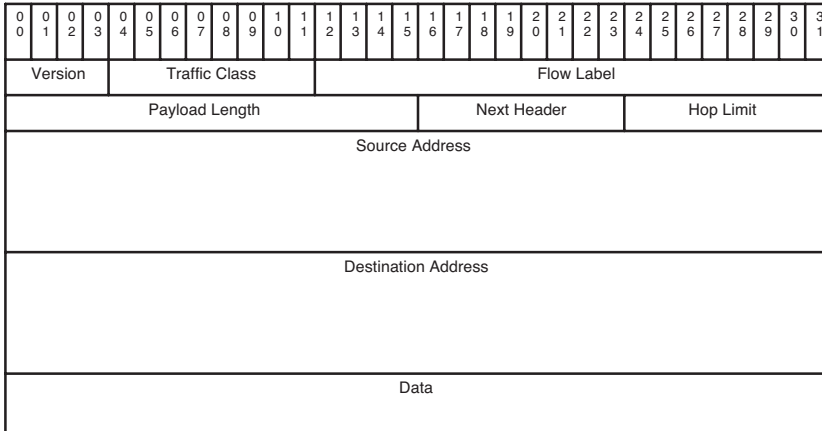 0 0 0 0 0 0 0 0 0 0 1 1 1 1 1 1 1 1 1 1 2 2 2 2 2 2 2 2 2 2 3 3
0 1 2 3 4 5 6 7 8 9 0 1 2 3 4 5 6 7 8 9 0 1 2 3 4 5 6 7 8 9 0 1
Version Traffic Class Flow Label
Payload Length Next Header Hop Limit
Source Address
Destination Address
Data